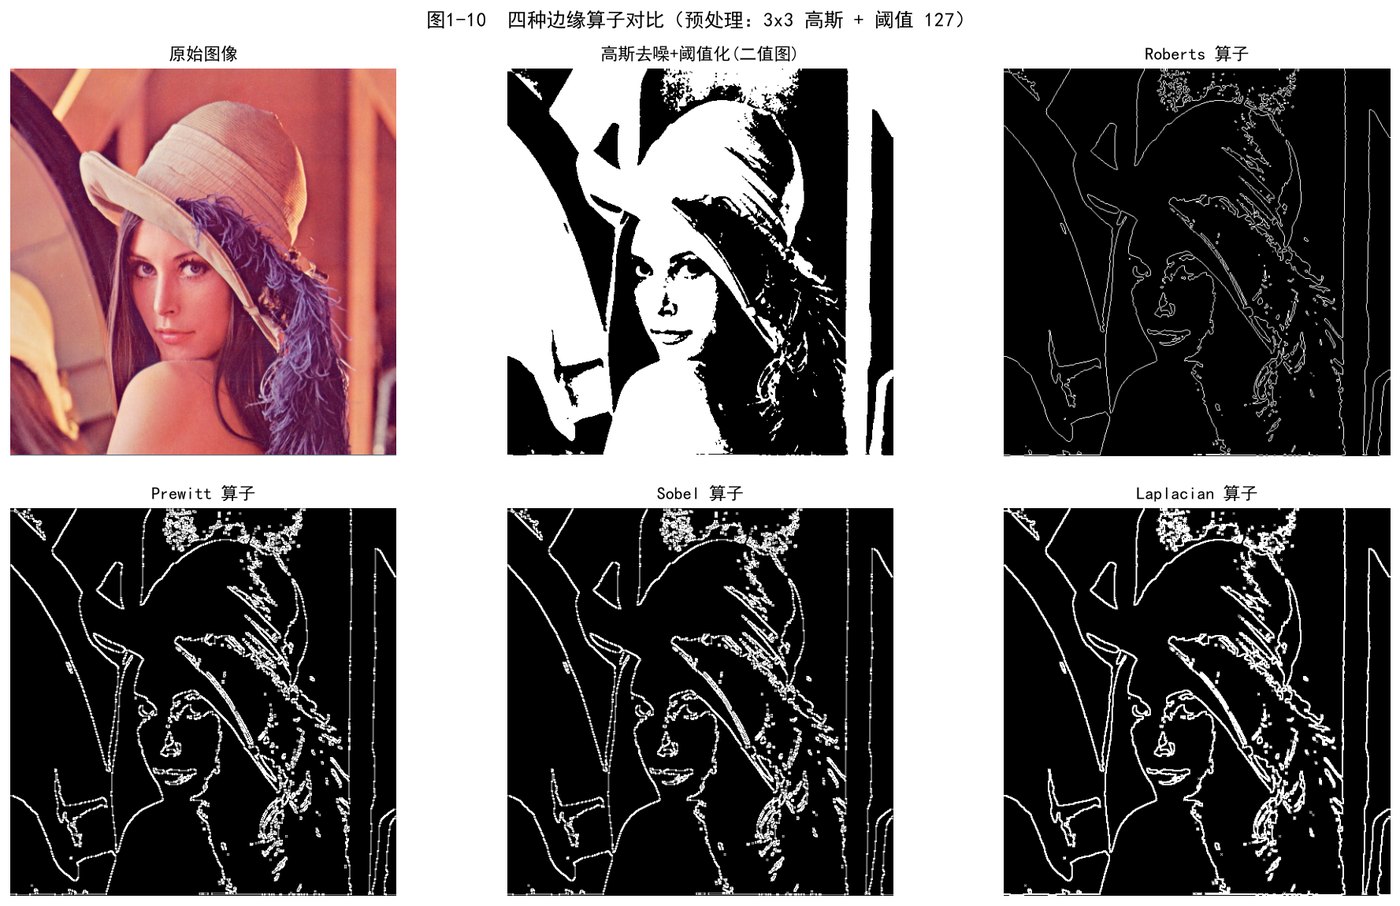 图1-10  四种边缘算子对比（预处理：3x3 高斯 + 阈值 127）
原始图像
高斯去噪+阈值化(二值图)
Roberts 算子
Prewitt 算子
Sobel 算子
Laplacian 算子